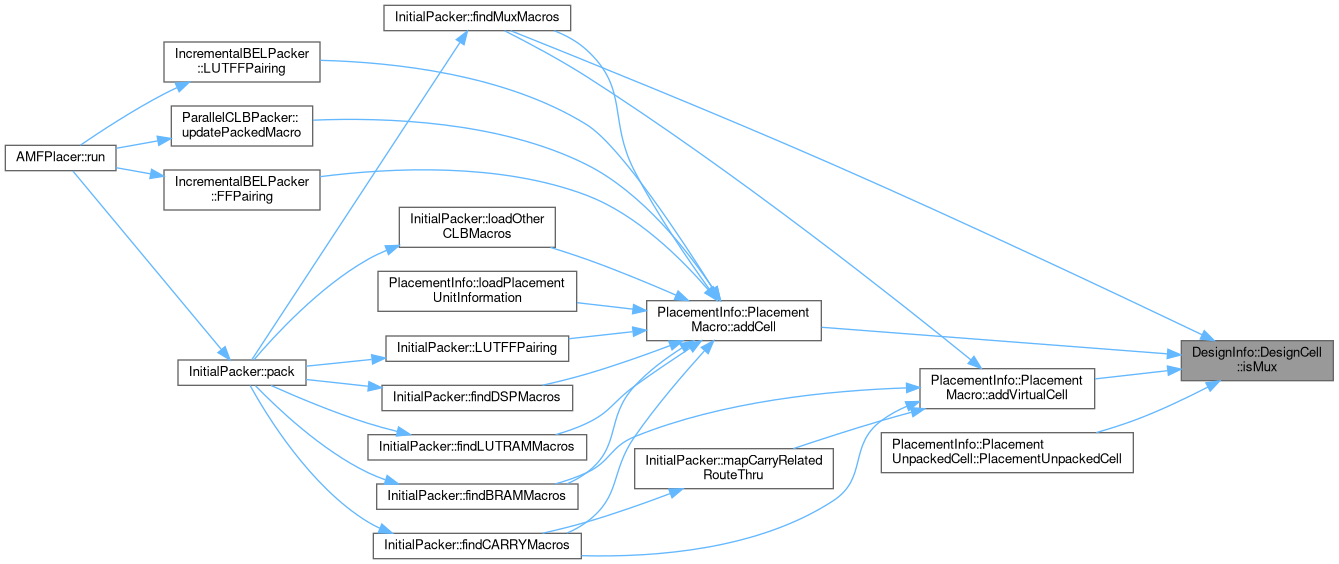 InitialPacker::findMuxMacros
IncrementalBELPacker
::LUTFFPairing
ParallelCLBPacker::
updatePackedMacro
AMFPlacer::run
IncrementalBELPacker
::FFPairing
InitialPacker::loadOther
CLBMacros
PlacementInfo::loadPlacement
UnitInformation
PlacementInfo::Placement
Macro::addCell
InitialPacker::LUTFFPairing
DesignInfo::DesignCell
::isMux
InitialPacker::pack
InitialPacker::findDSPMacros
PlacementInfo::Placement
Macro::addVirtualCell
InitialPacker::findLUTRAMMacros
PlacementInfo::Placement
UnpackedCell::PlacementUnpackedCell
InitialPacker::mapCarryRelated
RouteThru
InitialPacker::findBRAMMacros
InitialPacker::findCARRYMacros